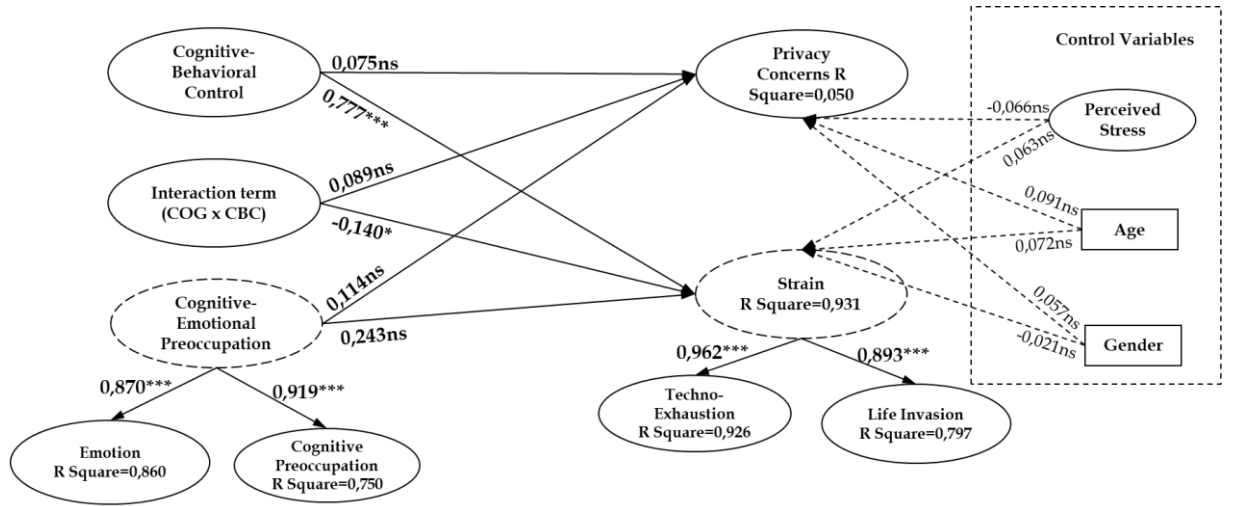 Cognitive-
Behavioral
Control
Interaction term
(COG x CBC)
Cognitive-
Emotional
Preoccupation
Emotion
R Square=0,860
Cognitive
Preoccupation
R Square=0,750
0,870***
0,919***
0,075ns
0,777***
0,089ns
-0,140*
0,114ns
0,243ns
Privacy
Concerns R
Square=0,050
Strain
R Square=0,931
0,962***
0,893***
Techno-
Exhaustion
R Square=0,926
Life Invasion
R Square=0,797
Control Variables
Perceived
Stress
Age
Gender
-0,066ns
0,063ns
0,091ns
0,072ns
0,057ns
-0,021ns